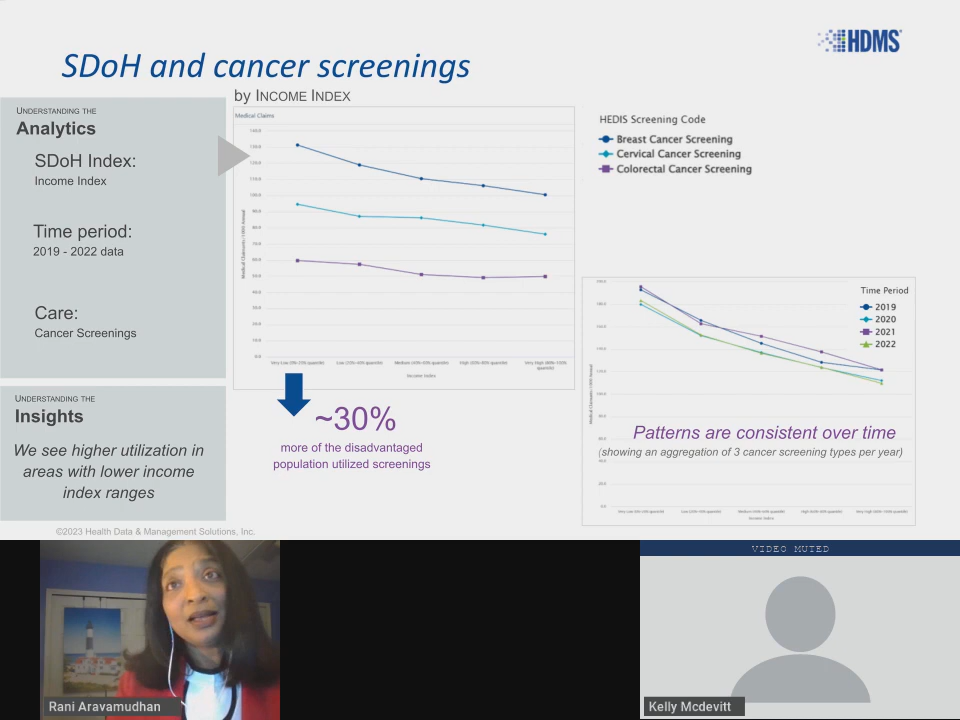 HDMS
SDoH and cancer screenings
by INCOME INDEX
UNDERSTANDING THE
Analytics
SDoH Index:
Income Index
Time period:
2019 - 2022 data
Care:
Cancer Screenings
UNDERSTANDING THE
Insights
We see higher utilization in
areas with lower income
index ranges
Medical Claims
Income Index
HEDIS Screening Code
Breast Cancer Screening
Cervical Cancer Screening
Colorectal Cancer Screening
~30%
more of the disadvantaged
population utilized screenings
Time Period
2019
2020
2021
2022
Patterns are consistent over time
(showing an aggregation of 3 cancer screening types per year)
©2023 Health Data & Management Solutions, Inc.
VIDEO MUTED
Rani Aravamudhan
Kelly Mcdevitt